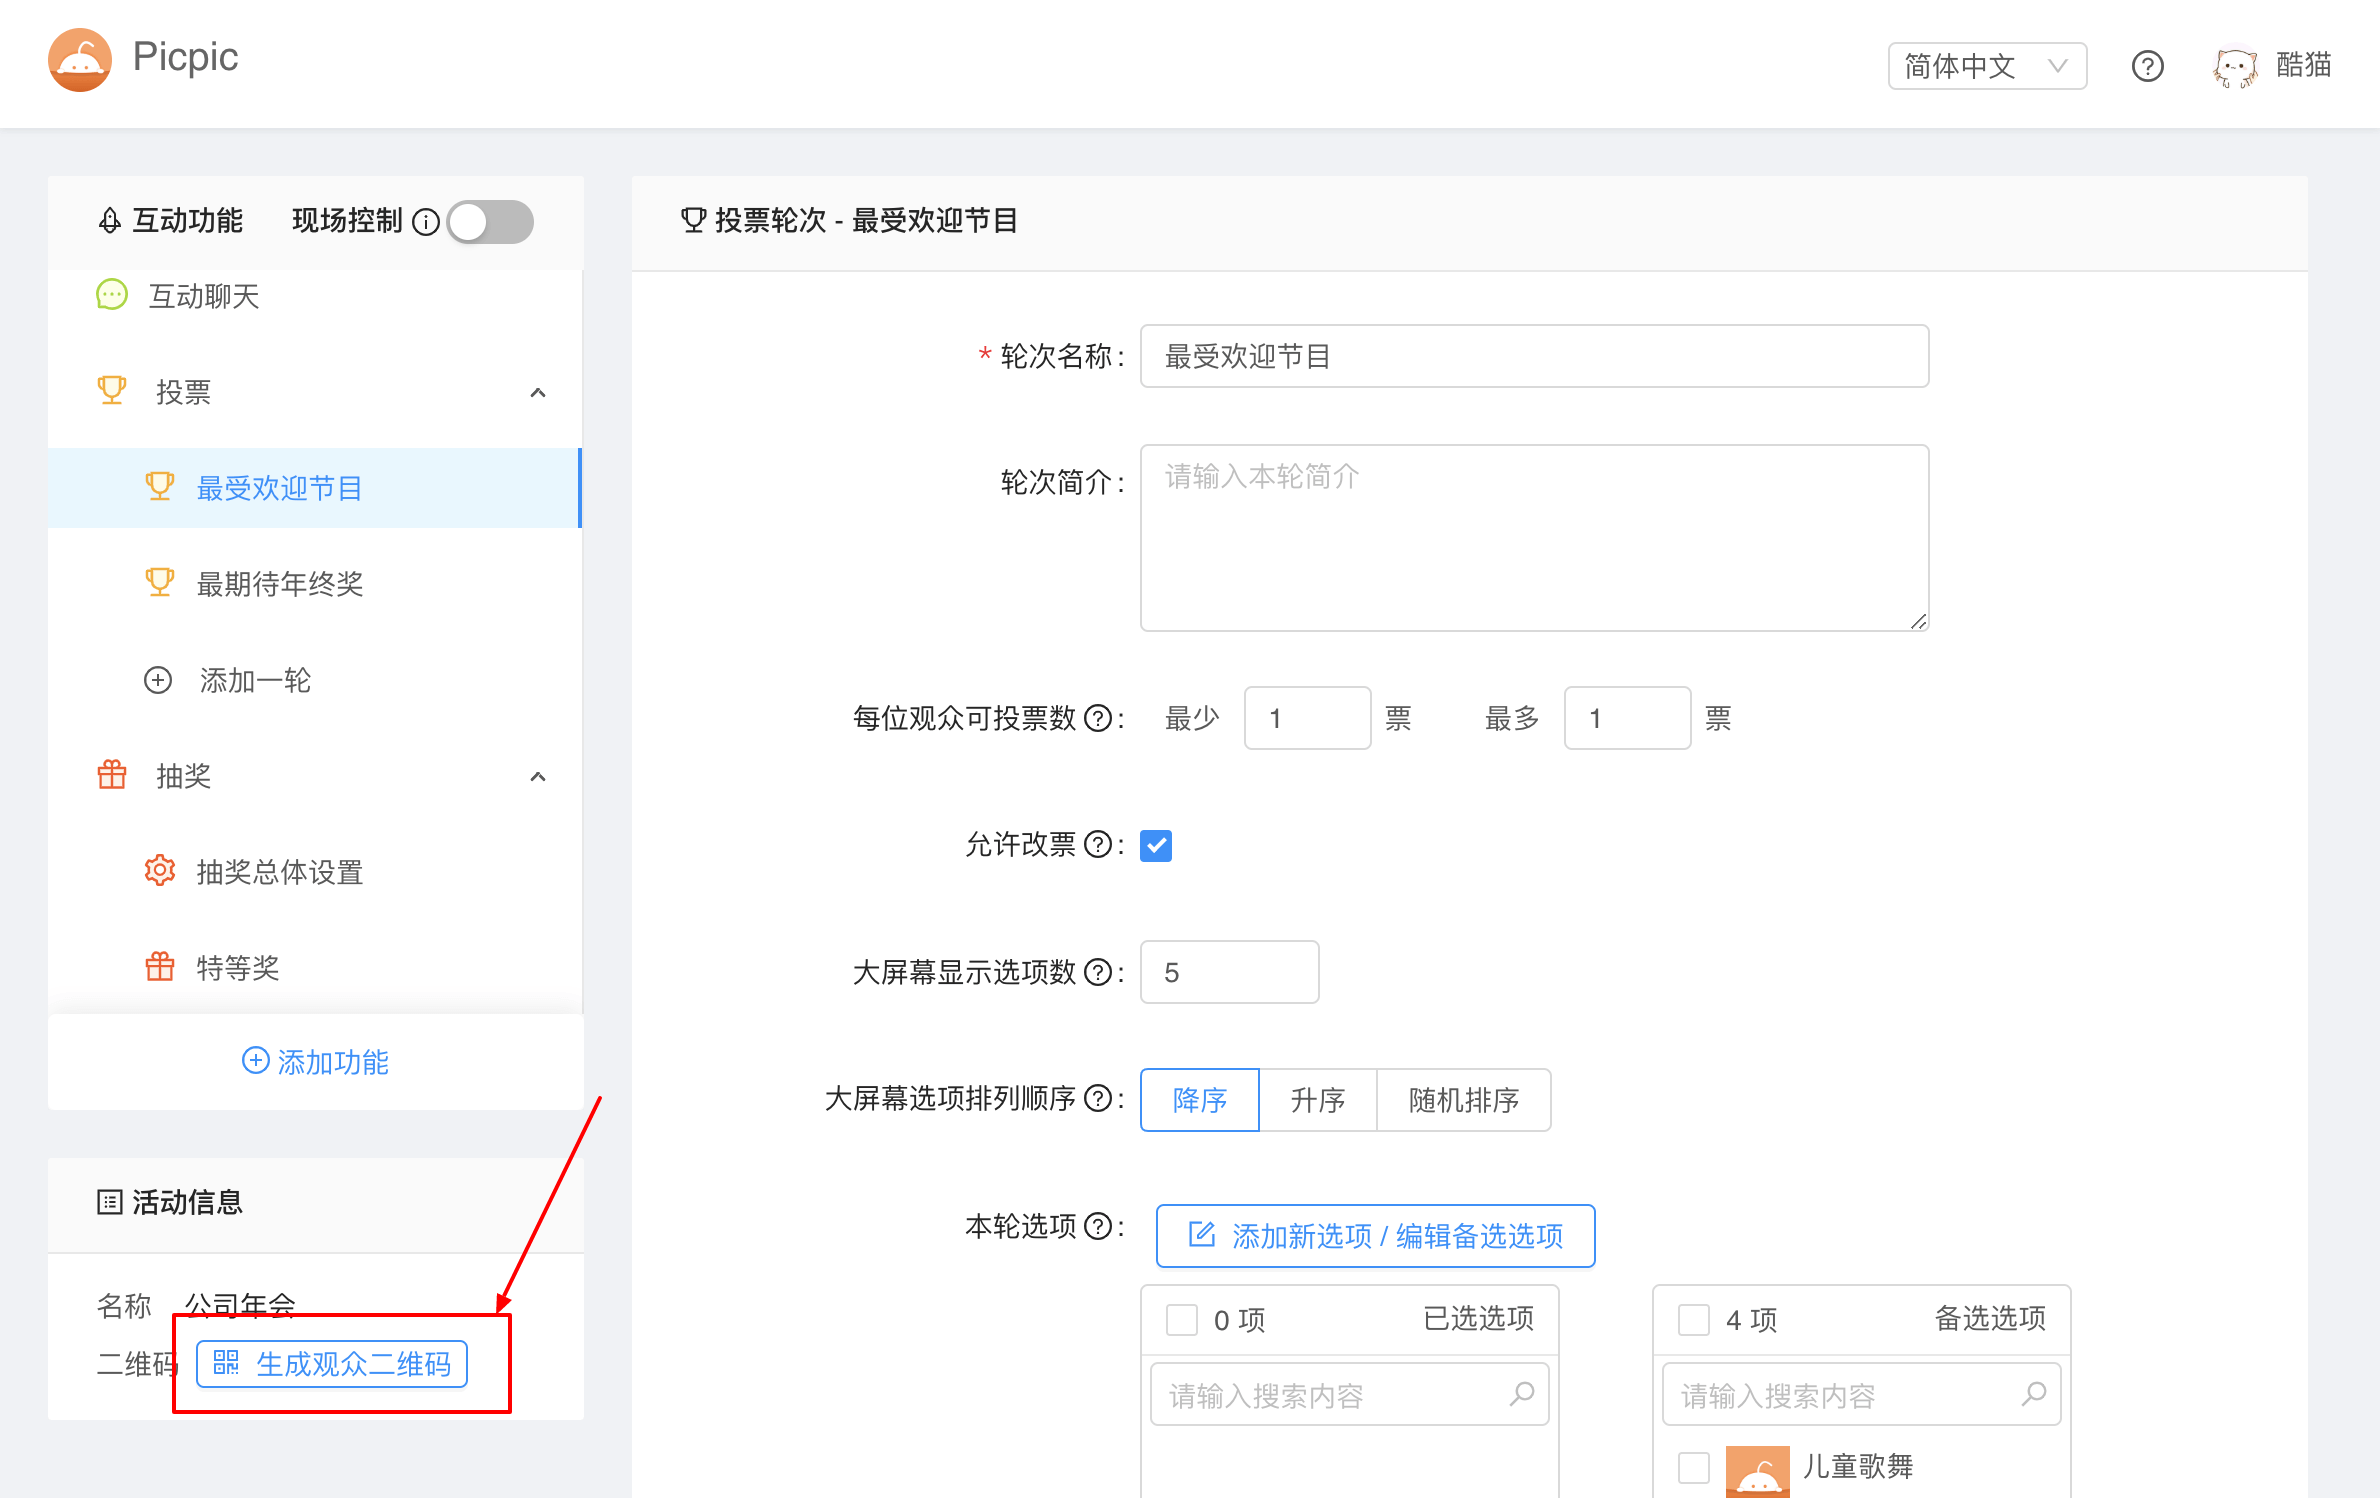 Picpic
简体中文
酷猫
互动功能 现场控制
互动聊天
投票
最受欢迎节目
最期待年终奖
添加一轮
抽奖
抽奖总体设置
特等奖
添加功能
活动信息
名称 公司年会
二维码 生成观众二维码
投票轮次 - 最受欢迎节目
* 轮次名称: 最受欢迎节目
轮次简介: 请输入本轮简介
每位观众可投票数: 最少 1 票 最多 1 票
允许改票:
大屏幕显示选项数: 5
大屏幕选项排列顺序: 降序 升序 随机排序
本轮选项: 添加新选项 / 编辑备选选项
0 项 已选选项
请输入搜索内容
4 项 备选选项
请输入搜索内容
儿童歌舞